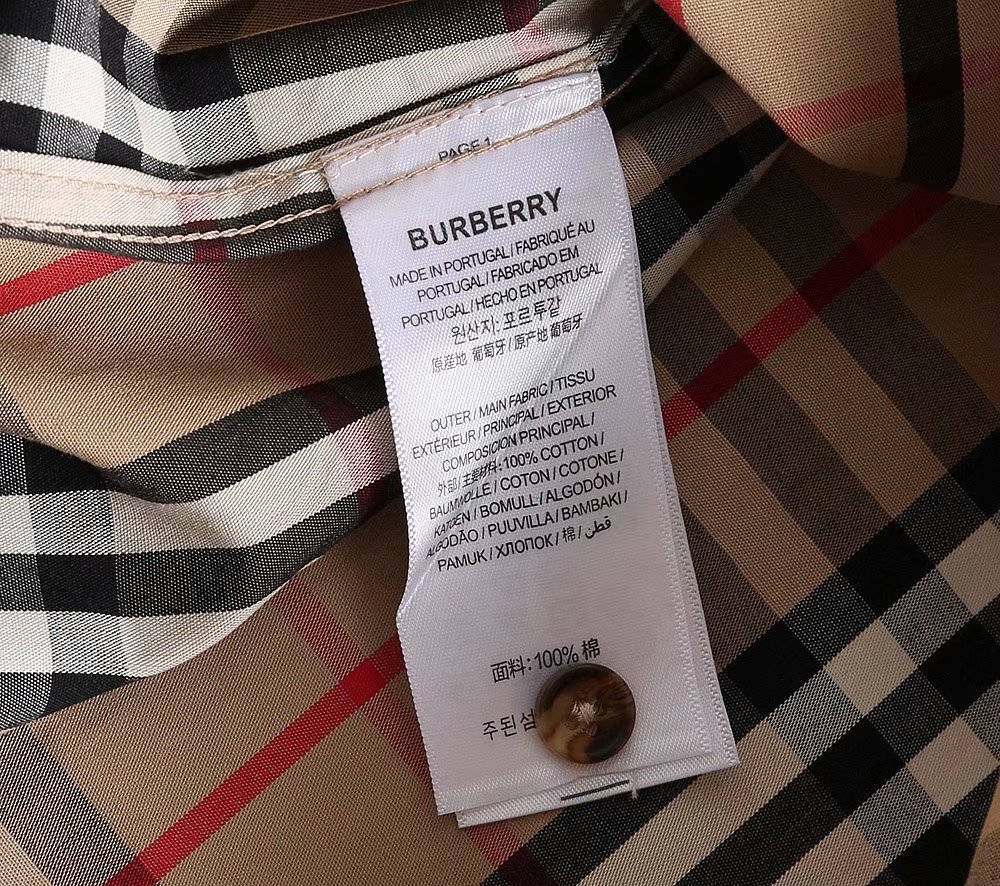 PAGE 1
BURBERRY
MADE IN PORTUGAL / FABRIQUÉ AU
PORTUGAL / FABRICADO EM
PORTUGAL / HECHO EN PORTUGAL
원산지: 포르투갈
原産地 葡萄牙 / 原产地 葡萄牙
OUTER / MAIN FABRIC / TISSU
EXTÉRIEUR / PRINCIPAL / EXTERIOR
COMPOSICION PRINCIPAL /
外部 / 主要材料: 100% COTTON /
BAUMWOLLE / COTON / COTONE /
KATOEN / BOMULL / ALGODÓN /
ALGODÃO / PUUVILLA / BAMBAKI /
PAMUK / ХЛОПОК / 棉 / قطن
面料: 100% 棉
주된 섬